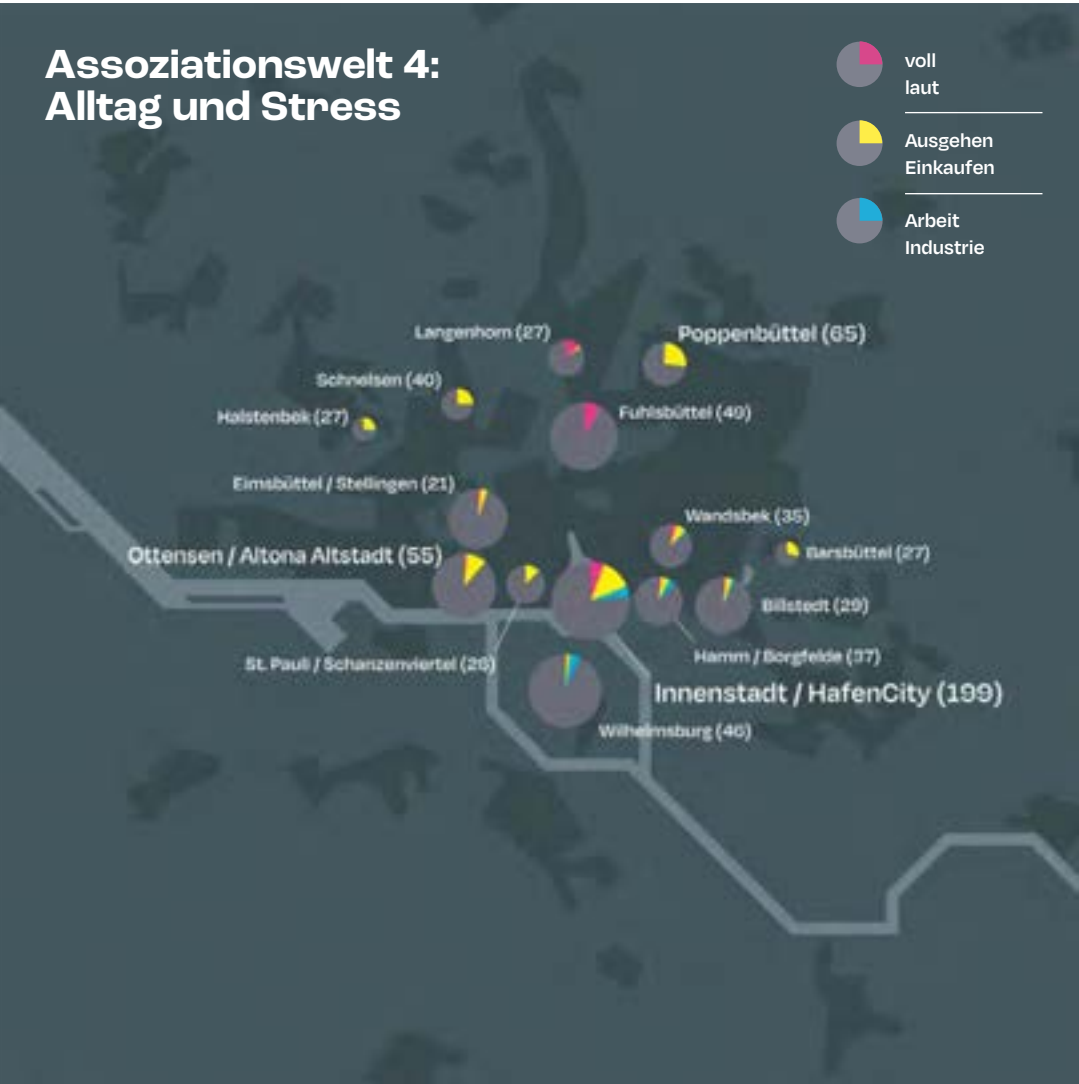 Assoziationswelt 4:
Alltag und Stress
voll
laut
Ausgehen
Einkaufen
Arbeit
Industrie
Langenhorn (27)
Poppenbüttel (65)
Schnelsen (40)
Halstenbek (27)
Fuhlsbüttel (49)
Eimsbüttel / Stellingen (21)
Wandsbek (35)
Ottensen / Altona Altstadt (55)
Barsbüttel (27)
Billstedt (29)
St. Pauli / Schanzenviertel (26)
Hamm / Borgfelde (37)
Innenstadt / HafenCity (199)
Wilhelmsburg (46)